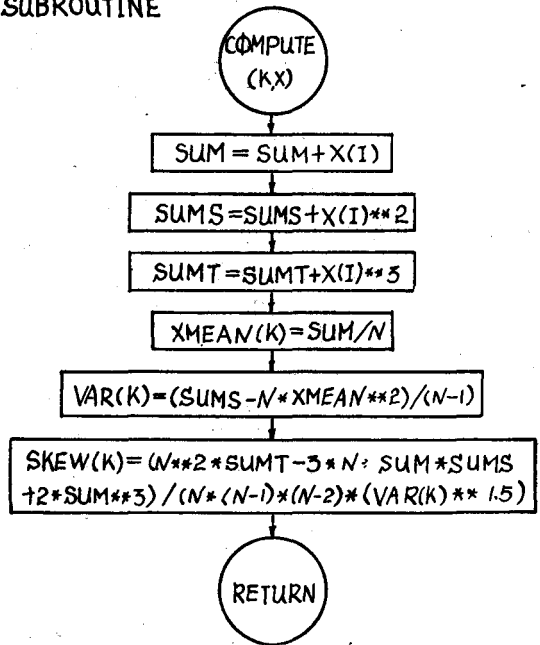 SUBROUTINE
COMPUTE
(K,X)
SUM = SUM+X(I)
SUMS=SUMS+X(I)**2
SUMT=SUMT+X(I)**3
XMEAN(K)=SUM/N
VAR(K)=(SUMS-N*XMEAN**2)/(N-1)
SKEW(K)=(N**2*SUMT-3*N* SUM*SUMS
+2*SUM**3)/(N*(N-1)*(N-2)*(VAR(K)** 1.5)
RETURN